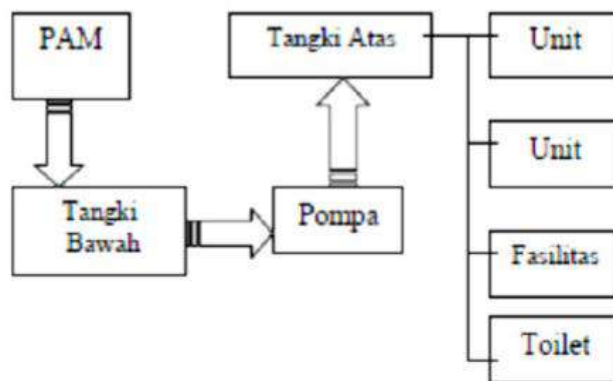 PAM
Tangki Atas
Unit
Unit
Tangki
Bawah
Pompa
Fasilitas
Toilet